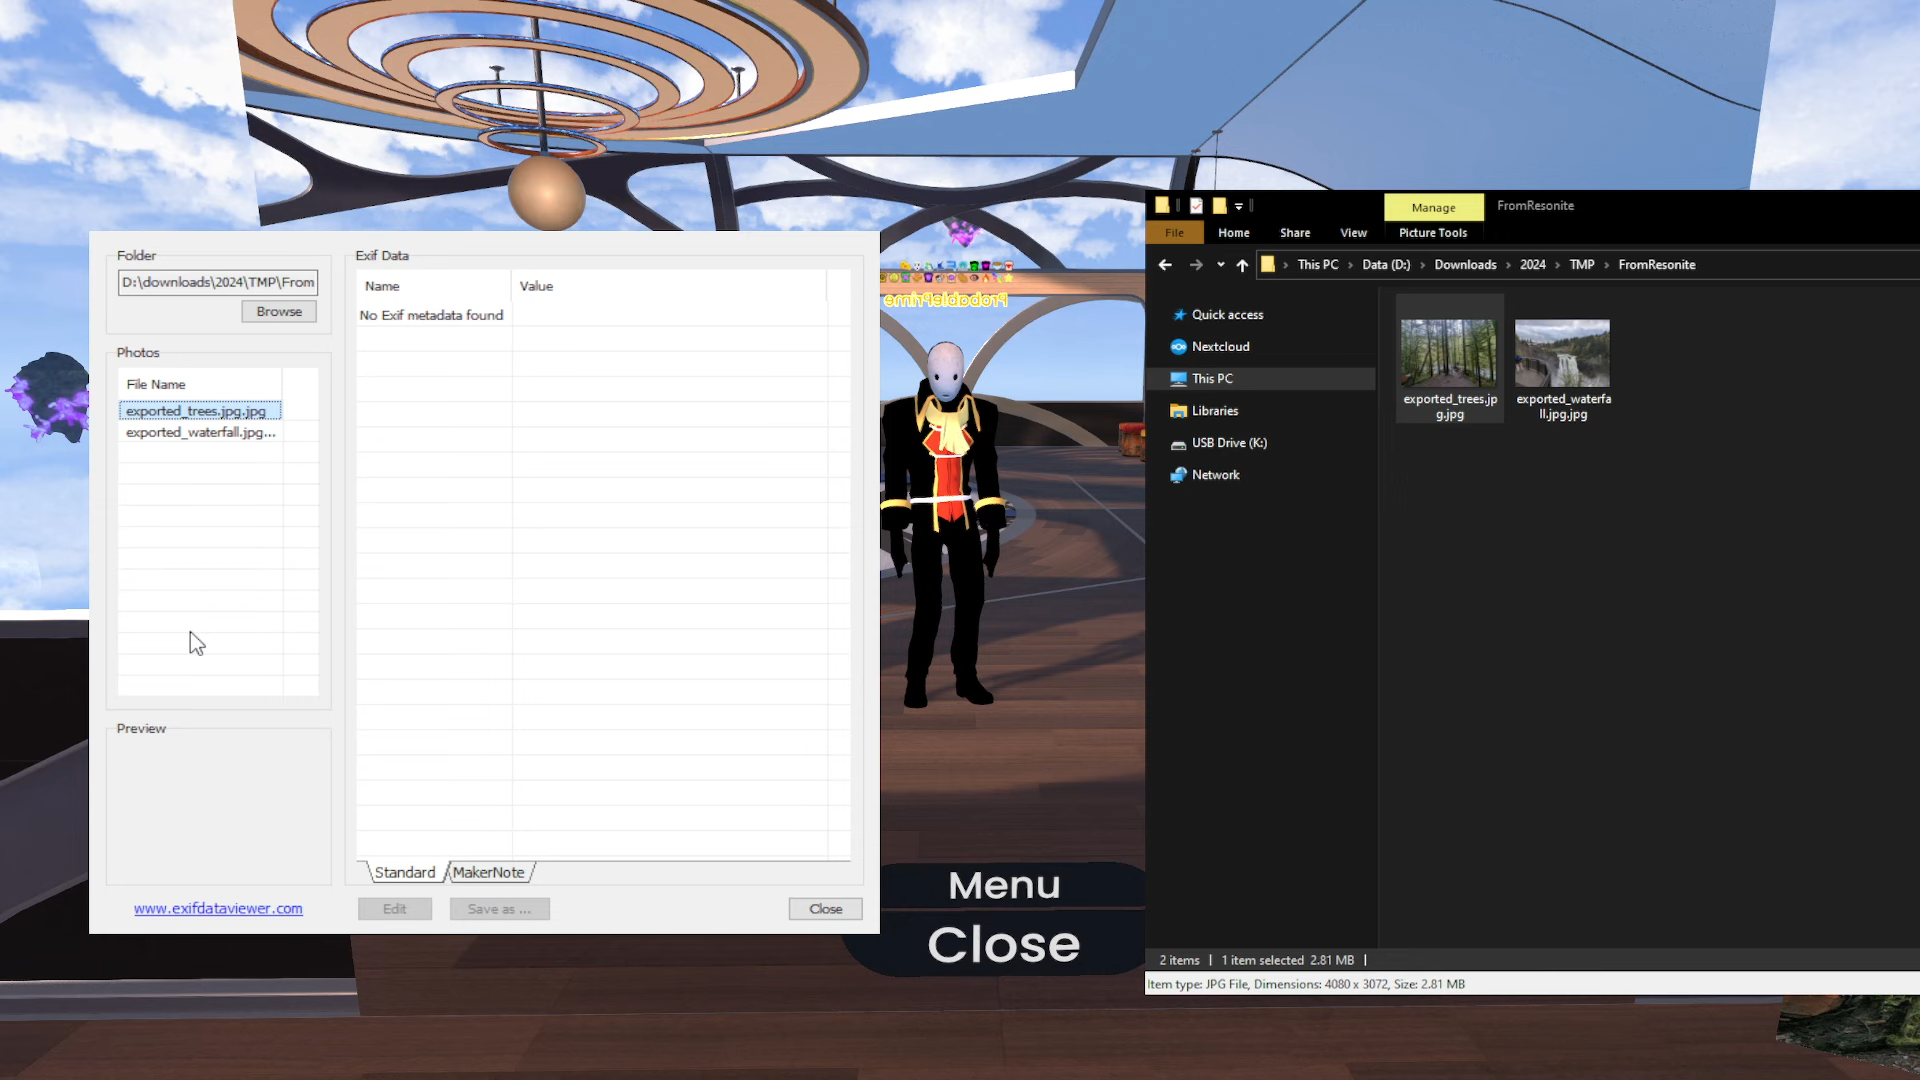 Folder
D:\downloads\2024\TMP\From
Browse
Photos
File Name
exported_trees.jpg.jpg
exported_waterfall.jpg...
Preview
www.exifdataviewer.com
Exif Data
Name Value
No Exif metadata found
Standard MakerNote
Edit Save as ... Close
ProbablePrime
Menu
Close
Manage FromResonite
File Home Share View Picture Tools
This PC › Data (D:) › Downloads › 2024 › TMP › FromResonite
Quick access
Nextcloud
This PC
Libraries
USB Drive (K:)
Network
exported_trees.jp
g.jpg
exported_waterfa
ll.jpg.jpg
2 items | 1 item selected 2.81 MB |
Item type: JPG File, Dimensions: 4080 x 3072, Size: 2.81 MB